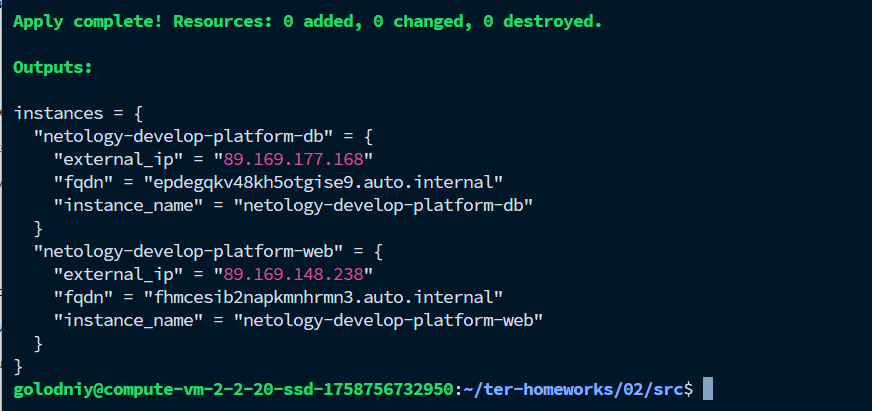 Apply complete! Resources: 0 added, 0 changed, 0 destroyed.
Outputs:
instances = {
  "netology-develop-platform-db" = {
    "external_ip" = "89.169.177.168"
    "fqdn" = "epdegqkv48kh5otgise9.auto.internal"
    "instance_name" = "netology-develop-platform-db"
  }
  "netology-develop-platform-web" = {
    "external_ip" = "89.169.148.238"
    "fqdn" = "fhmcesib2napkmnhrmn3.auto.internal"
    "instance_name" = "netology-develop-platform-web"
  }
}
golodniy@compute-vm-2-2-20-ssd-1758756732950:~/ter-homeworks/02/src$